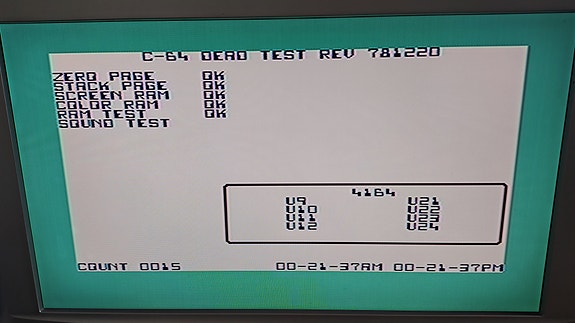 C-64 DEAD TEST REV 781220
ZERO PAGE OK
STACK PAGE OK
SCREEN RAM OK
COLOR RAM OK
RAM TEST OK
SOUND TEST
4164
U9 U21
U10 U22
U11 U23
U12 U24
COUNT 0015 00-21-37AM 00-21-37PM